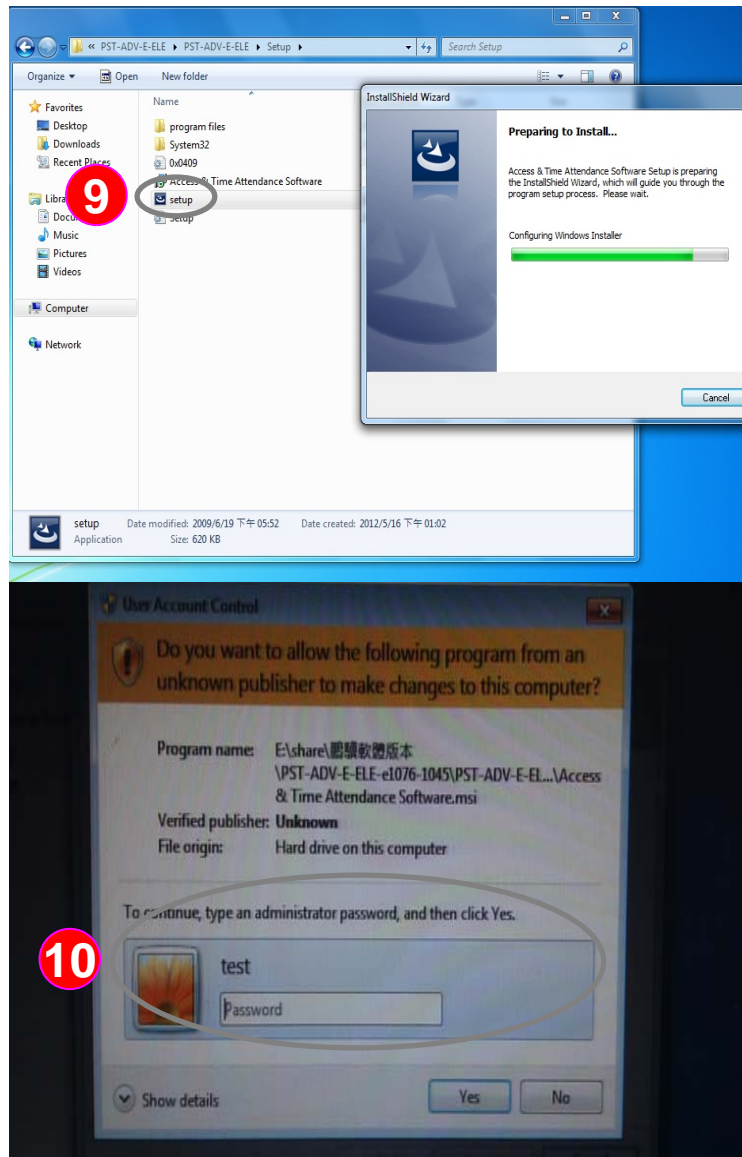 « PST-ADV-E-ELE ▸ PST-ADV-E-ELE ▸ Setup ▸
Search Setup
Organize ▾ Open New folder
Favorites
Desktop
Downloads
Recent Places
Music
Pictures
Videos
Computer
Network
Name
program files
System32
0x0409
Access & Time Attendance Software
setup
Setup
9
InstallShield Wizard
Preparing to Install...
Access & Time Attendance Software Setup is preparing
the InstallShield Wizard, which will guide you through the
program setup process. Please wait.
Configuring Windows Installer
Cancel
setup Date modified: 2009/6/19 下午 05:52 Date created: 2012/5/16 下午 01:02
Application Size: 620 KB
User Account Control
Do you want to allow the following program from an
unknown publisher to make changes to this computer?
Program name: E:\share\鵬驥軟體版本
\PST-ADV-E-ELE-e1076-1045\PST-ADV-E-EL...\Access
& Time Attendance Software.msi
Verified publisher: Unknown
File origin: Hard drive on this computer
To continue, type an administrator password, and then click Yes.
10
test
Password
Show details
Yes No